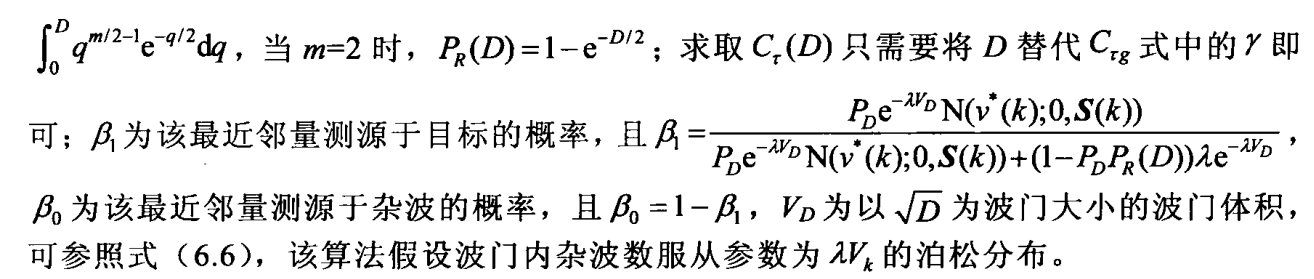 $\int_0^D q^{m/2-1}e^{-q/2}dq$，当 m=2 时，$P_R(D)=1-e^{-D/2}$；求取 $C_\tau(D)$ 只需要将 D 替代 $C_{\tau g}$ 式中的 $\gamma$ 即
可；$\beta_1$ 为该最近邻量测源于目标的概率，且 $\beta_1=\frac{P_D e^{-\lambda V_D} N(v^*(k);0,\boldsymbol{S}(k))}{P_D e^{-\lambda V_D} N(v^*(k);0,\boldsymbol{S}(k))+(1-P_D P_R(D))\lambda e^{-\lambda V_D}}$，
$\beta_0$ 为该最近邻量测源于杂波的概率，且 $\beta_0=1-\beta_1$，$V_D$ 为以 $\sqrt{D}$ 为波门大小的波门体积，
可参照式（6.6），该算法假设波门内杂波数服从参数为 $\lambda V_k$ 的泊松分布。